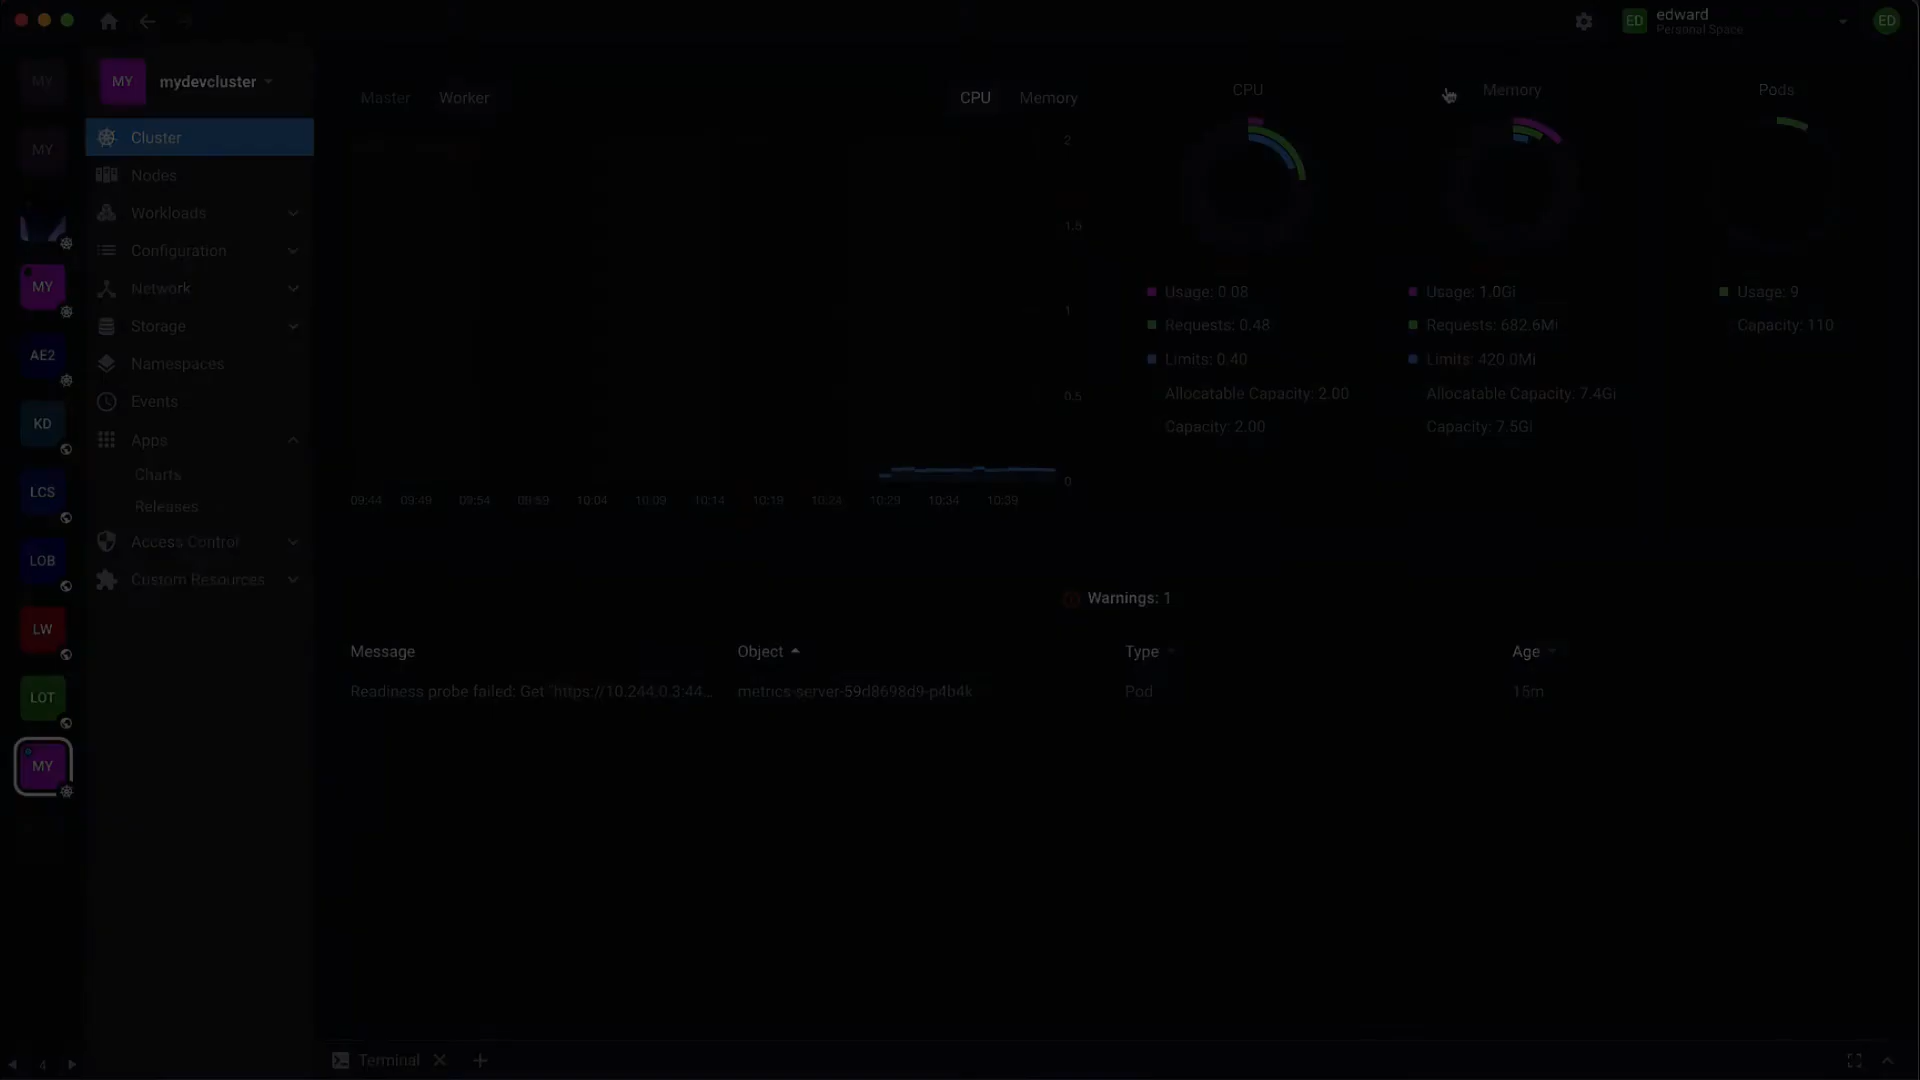 edward
ED
Personal Space
ED
MY
MY
mydevcluster
MY
MY
AE2
KD
LCS
LOB
LW
LOT
MY
4
Cluster
Nodes
Workloads
Configuration
Network
Storage
Namespaces
Events
Apps
Charts
Releases
Access Control
Custom Resources
Master Worker
CPU Memory
2
1.5
1
0.5
0
09:44 09:49 09:54 09:59 10:04 10:09 10:14 10:19 10:24 10:29 10:34 10:39
CPU
Usage: 0.08
Requests: 0.48
Limits: 0.40
Allocatable Capacity: 2.00
Capacity: 2.00
Memory
Usage: 1.0Gi
Requests: 682.6Mi
Limits: 420.0Mi
Allocatable Capacity: 7.4Gi
Capacity: 7.5Gi
Pods
Usage: 9
Capacity: 110
Warnings: 1
Message Object Type Age
Readiness probe failed: Get "https://10.244.0.3:44... metrics-server-59d8698d9-p4b4k Pod 15m
Terminal